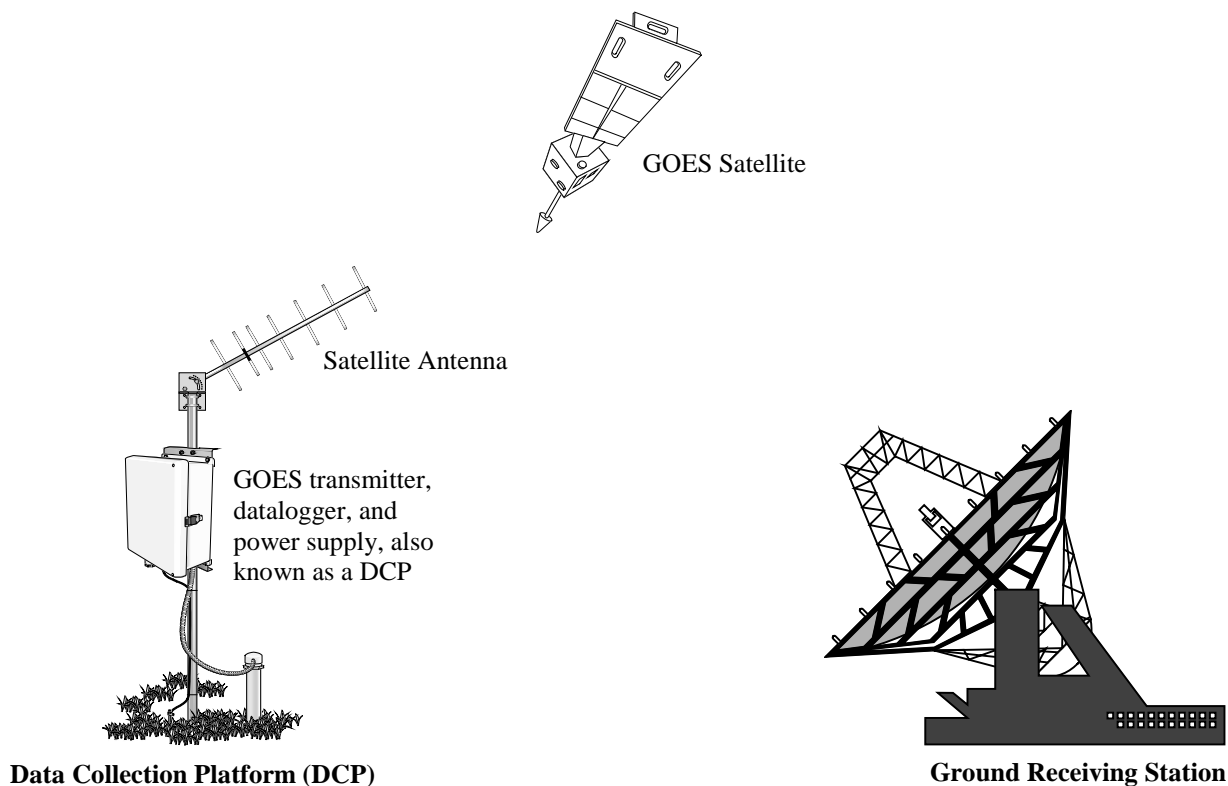 GOES Satellite
Satellite Antenna
GOES transmitter,
datalogger, and
power supply, also
known as a DCP
Data Collection Platform (DCP)
Ground Receiving Station